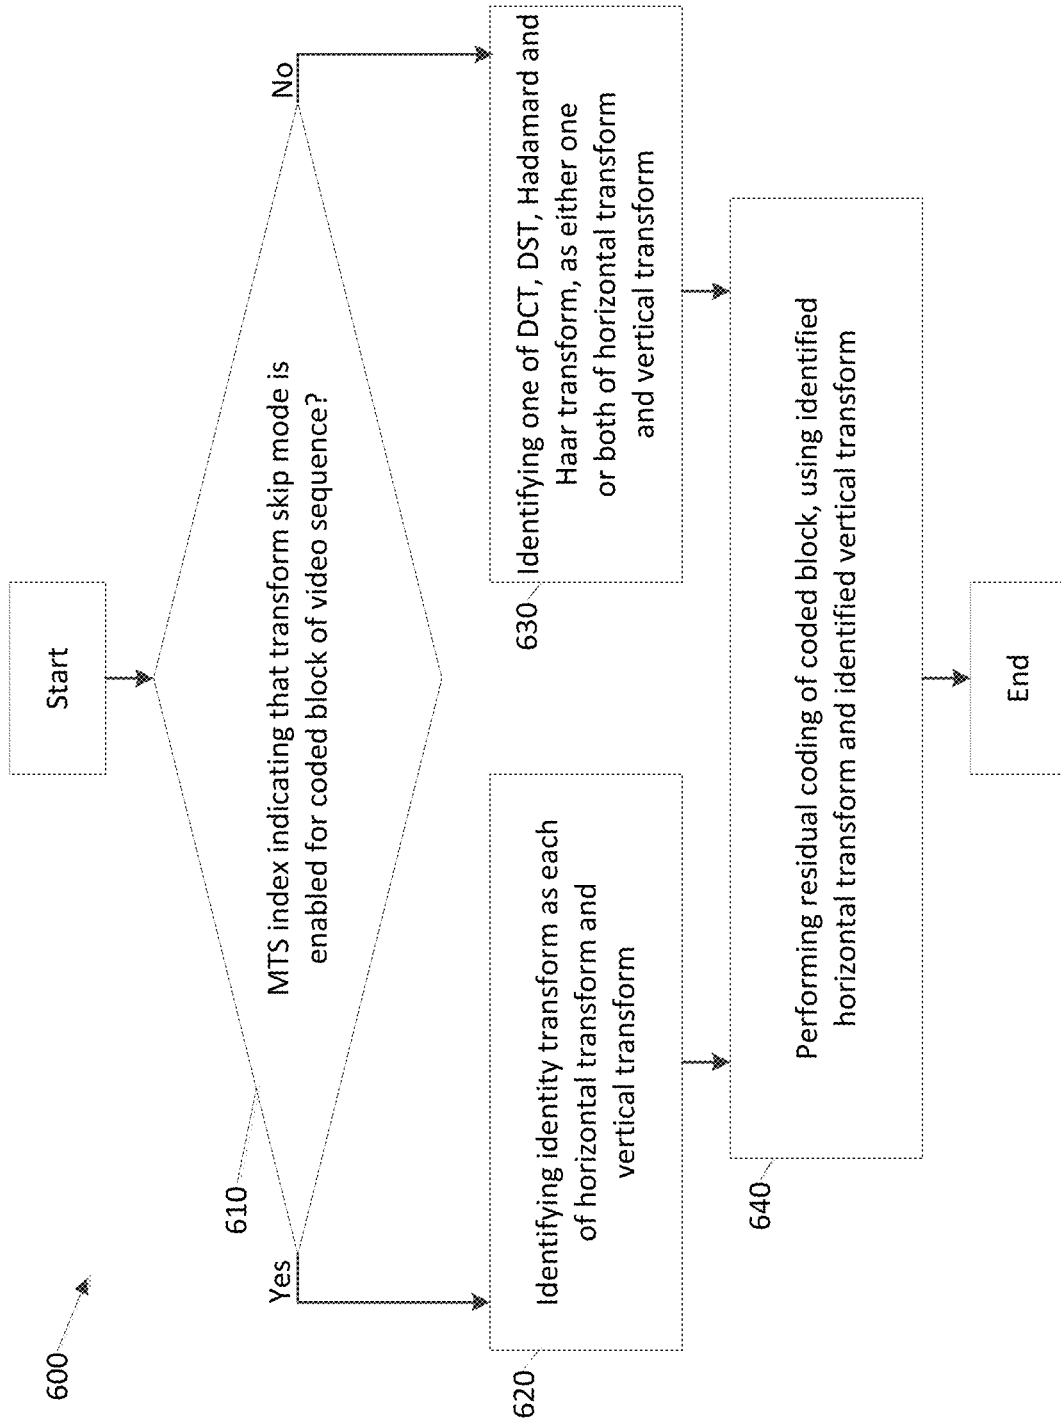 600
Start
610
MTS index indicating that transform skip mode is
enabled for coded block of video sequence?
Yes
No
620
Identifying identity transform as each
of horizontal transform and
vertical transform
630
Identifying one of DCT, DST, Hadamard and
Haar transform, as either one
or both of horizontal transform
and vertical transform
640
Performing residual coding of coded block, using identified
horizontal transform and identified vertical transform
End